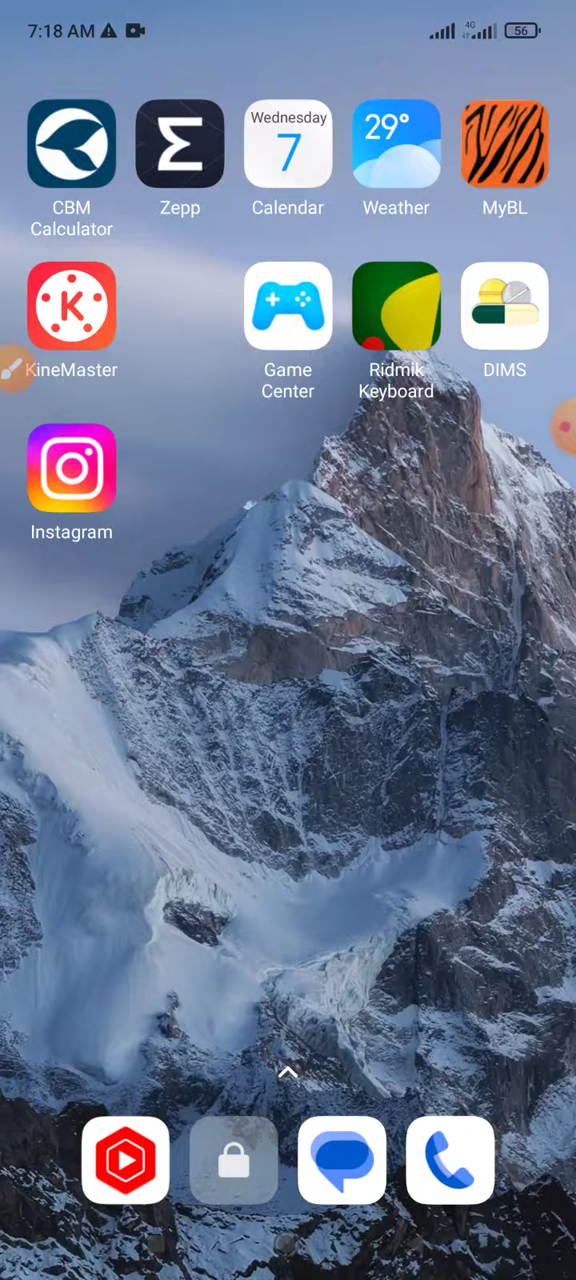 7:18 AM
4G
56
Wednesday
7
29°
CBM
Calculator
Zepp
Calendar
Weather
MyBL
K
KineMaster
Game
Center
Ridmik
Keyboard
DIMS
Instagram